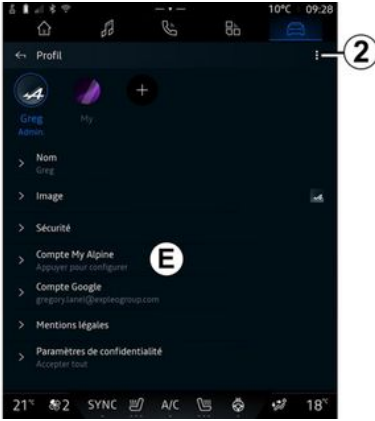 10°C 09:28
Profil
2
Greg
Admin.
My
+
Nom
Greg
Image
Sécurité
Compte My Alpine
Appuyer pour configurer
E
Compte Google
gregory.lanel@expleogroup.com
Mentions légales
Paramètres de confidentialité
Accepter tout
21° 2 SYNC A/C 18°